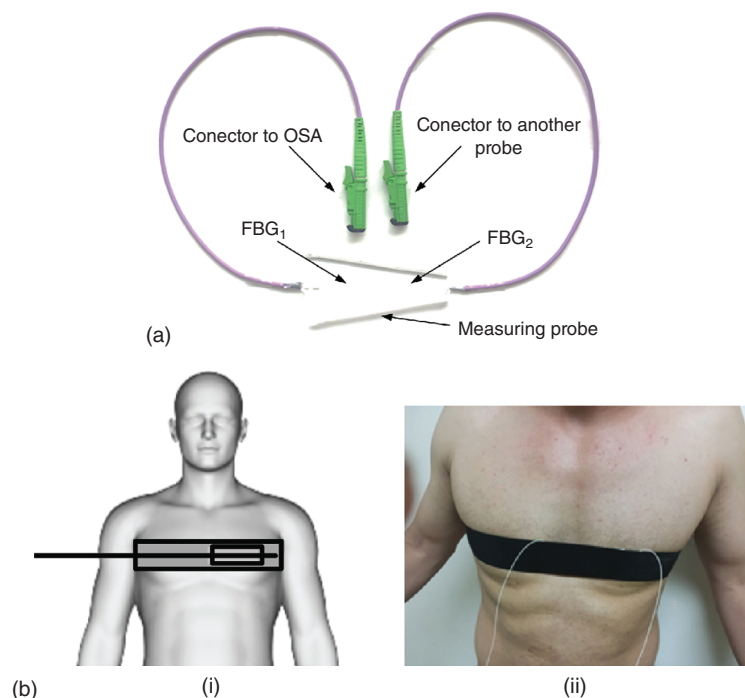 Conector to OSA
Conector to another
probe
FBG1
FBG2
Measuring probe
(a)
(b)
(i)
(ii)